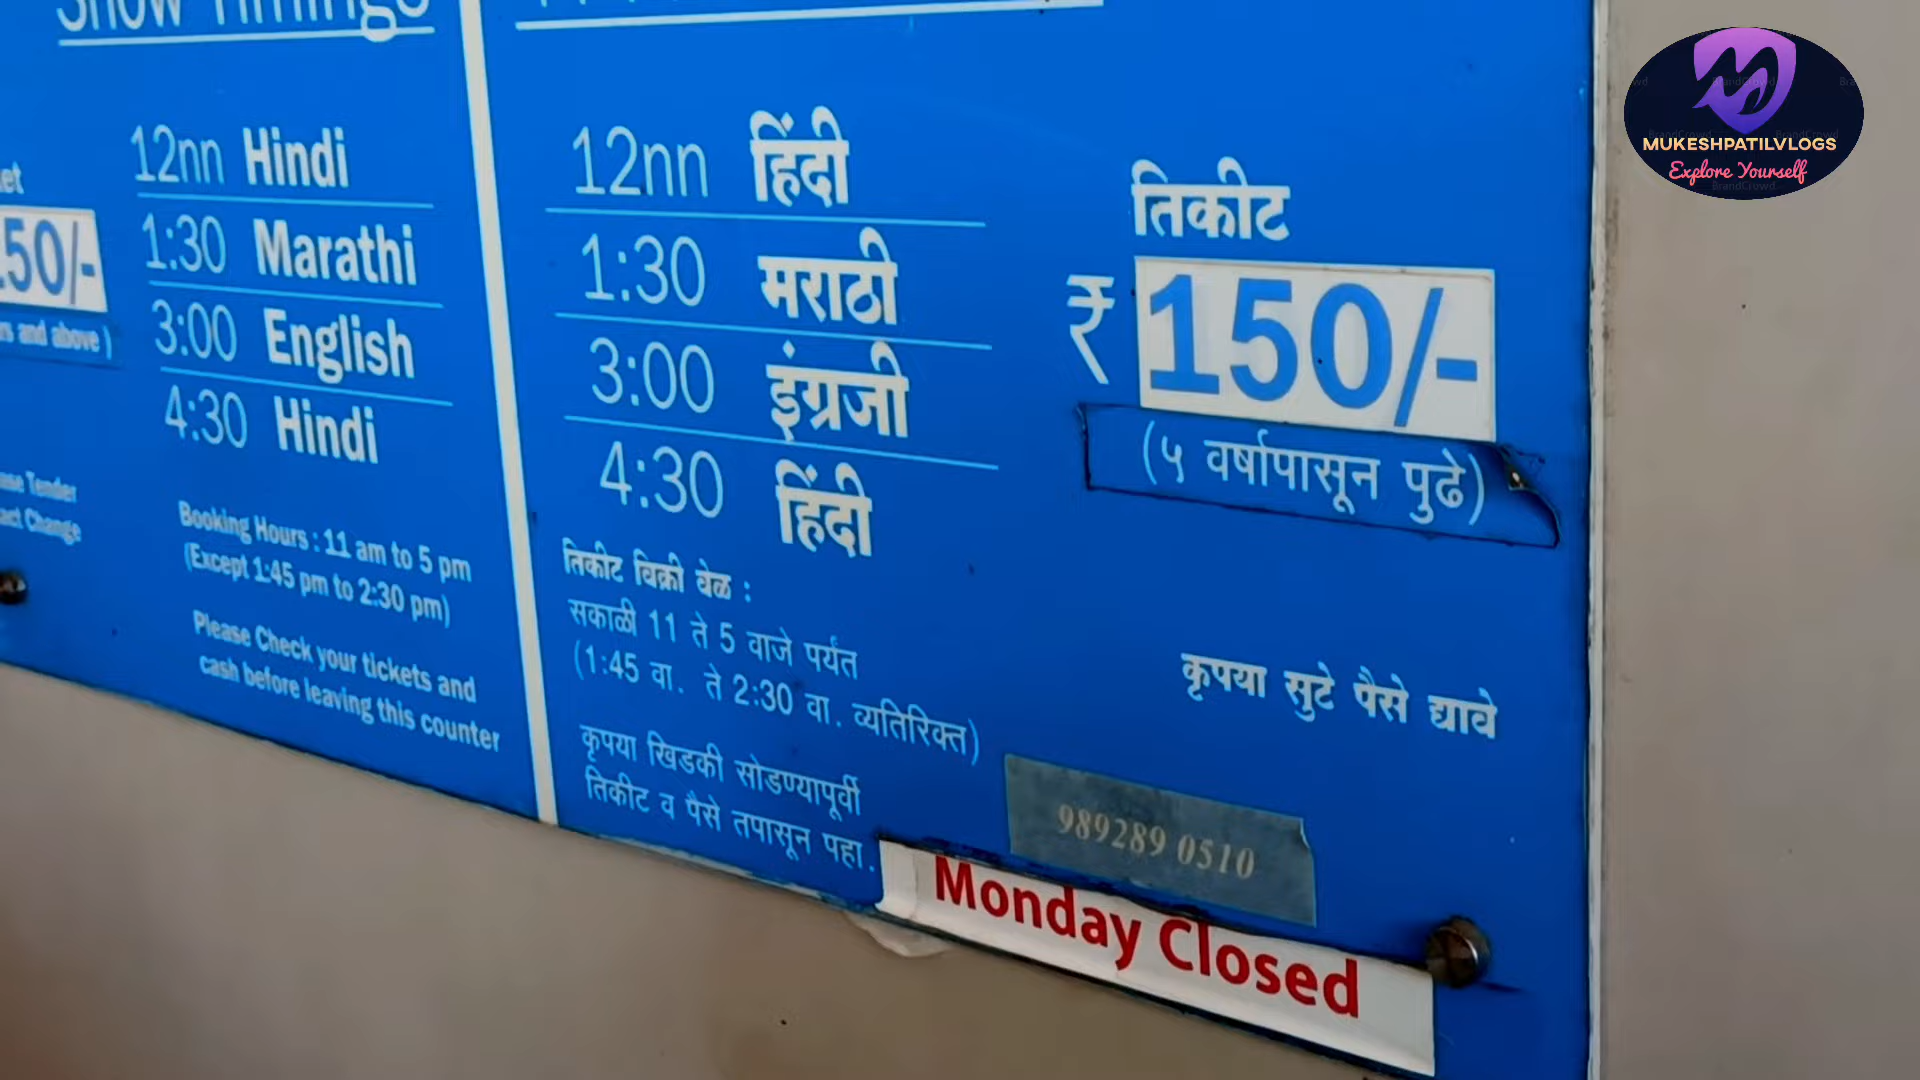 Show Timings
12nn Hindi
1:30 Marathi
3:00 English
4:30 Hindi
50/-
and above )
Tender
Change
Booking Hours : 11 am to 5 pm
(Except 1:45 pm to 2:30 pm)
Please Check your tickets and
cash before leaving this counter
12nn हिंदी
1:30 मराठी
3:00 इंग्रजी
4:30 हिंदी
तिकीट
₹ 150/-
(५ वर्षापासून पुढे)
तिकीट विक्री वेळ :
सकाळी 11 ते 5 वाजे पर्यंत
(1:45 वा. ते 2:30 वा. व्यतिरिक्त)
कृपया खिडकी सोडण्यापूर्वी
तिकीट व पैसे तपासून पहा.
कृपया सुटे पैसे द्यावे
989289 0510
Monday Closed
MUKESHPATILVLOGS
Explore Yourself